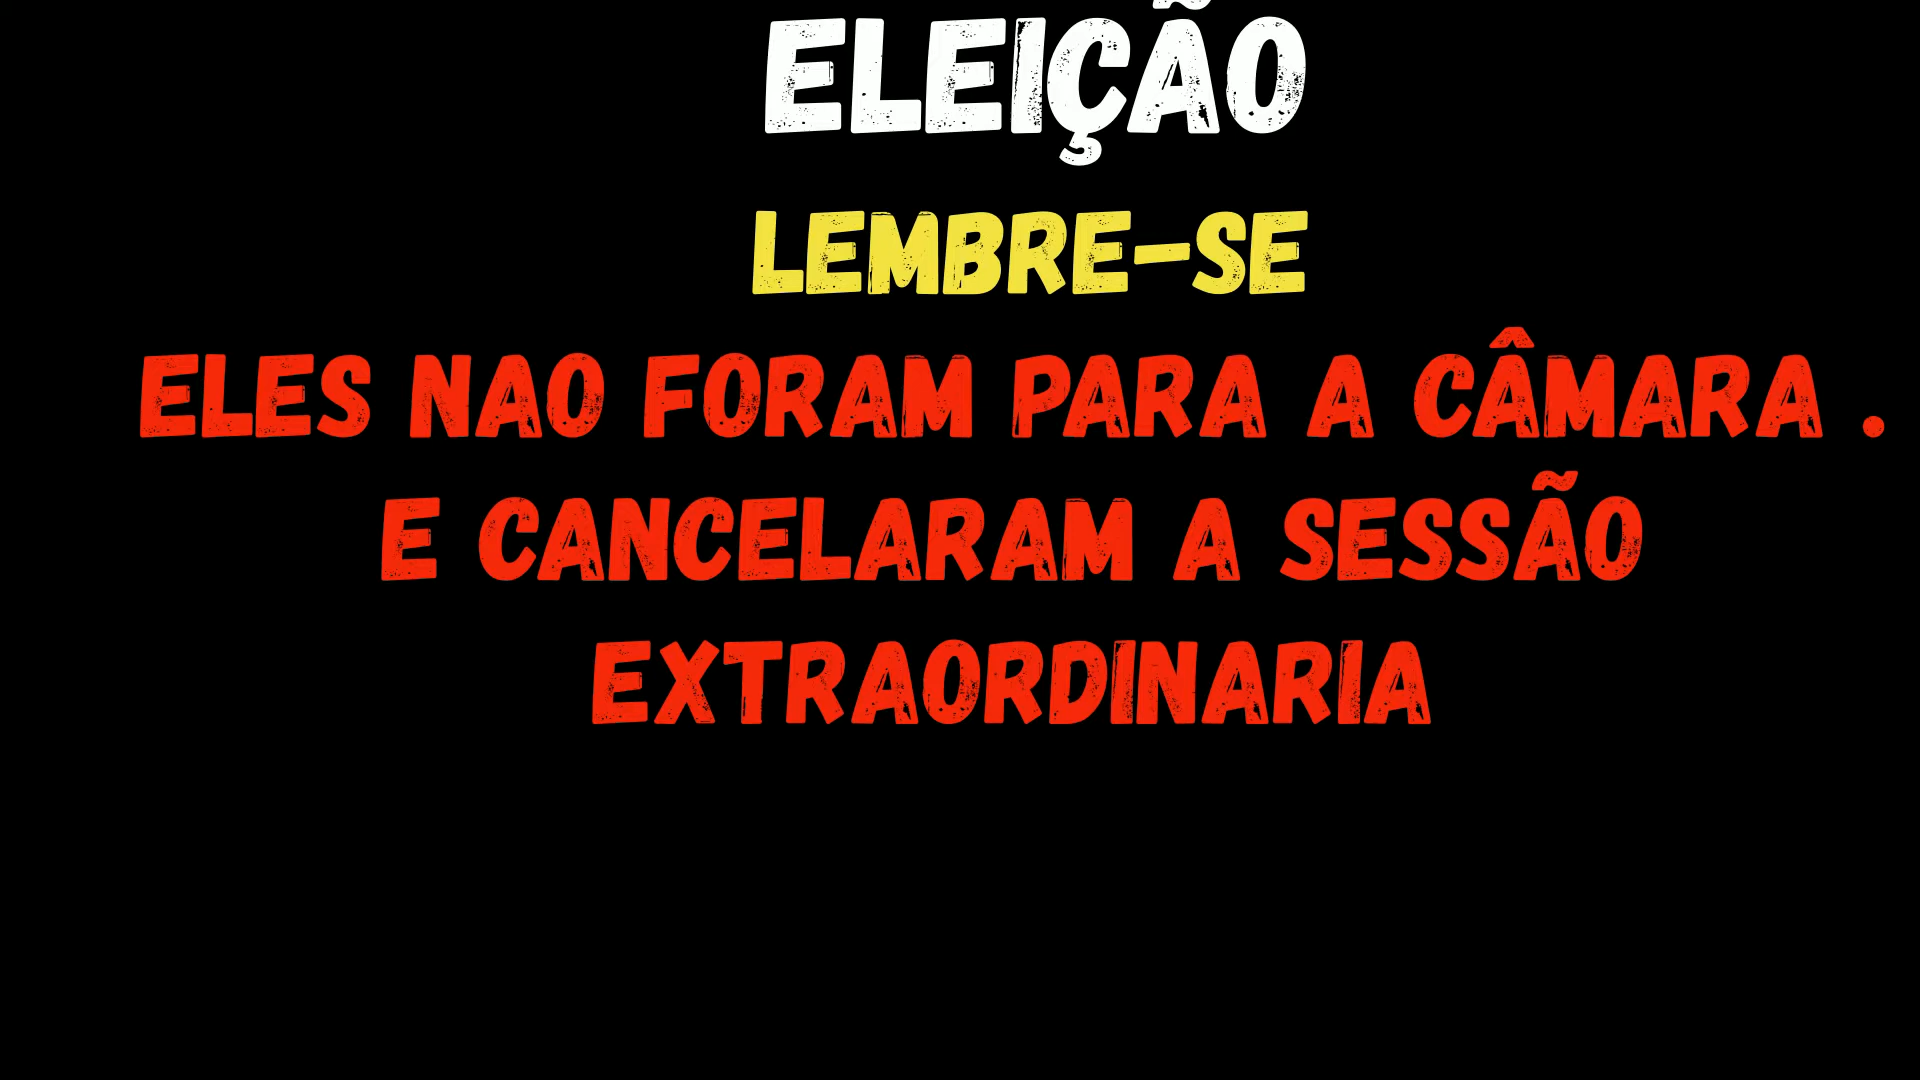 ELEIÇÃO
LEMBRE-SE
ELES NAO FORAM PARA A CÂMARA .
E CANCELARAM A SESSÃO
EXTRAORDINARIA